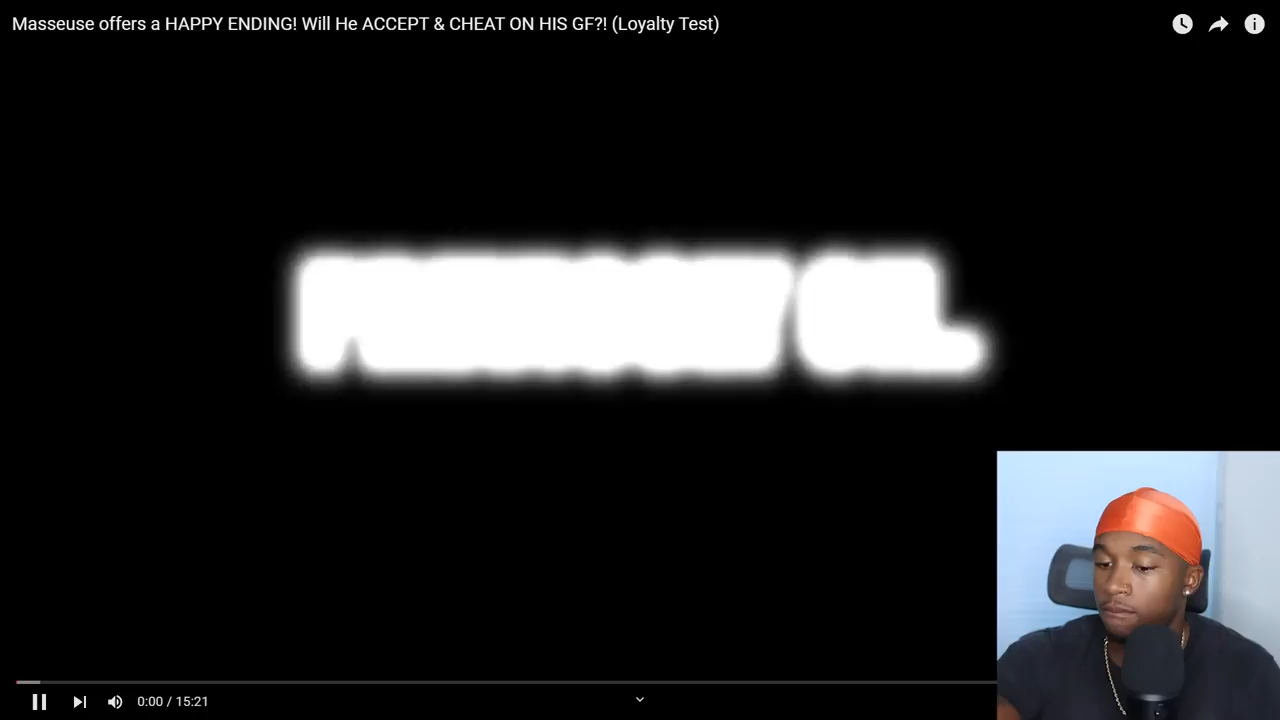 Masseuse offers a HAPPY ENDING! Will He ACCEPT & CHEAT ON HIS GF?! (Loyalty Test)
0:00 / 15:21